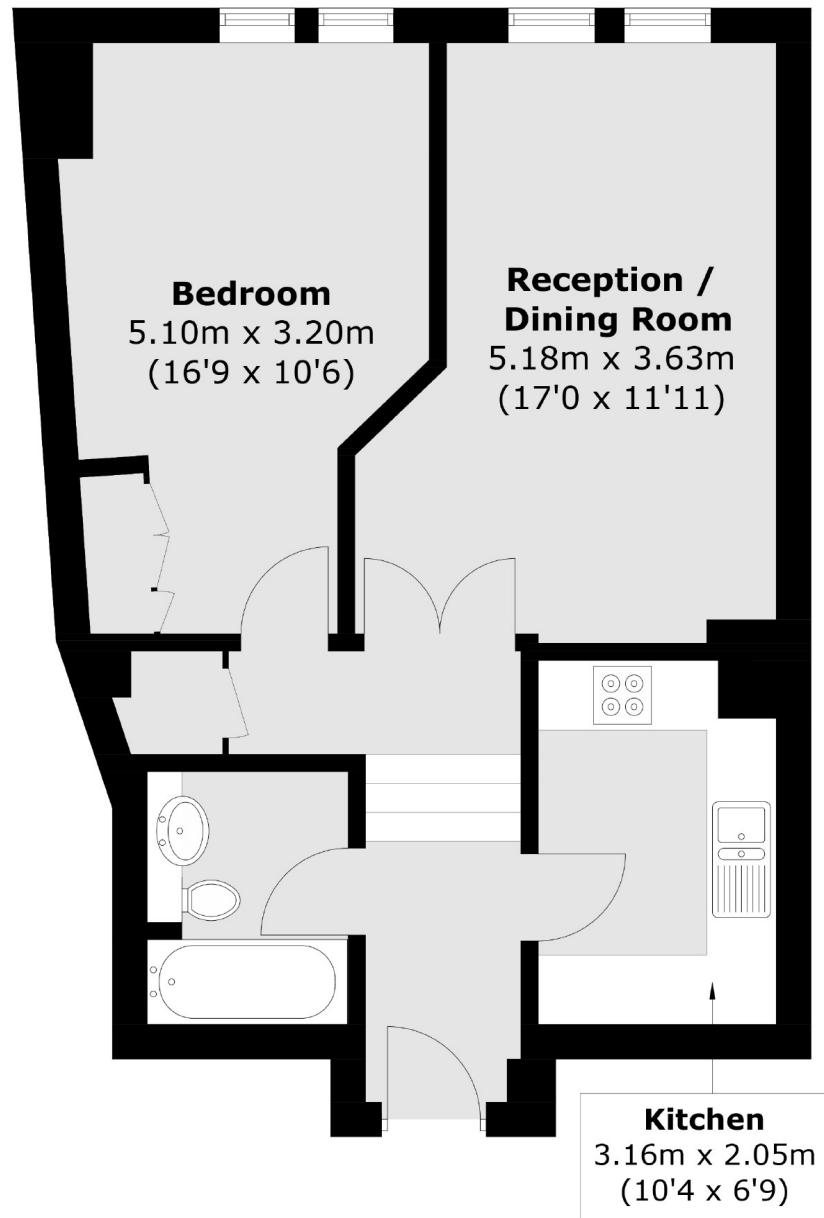 Bedroom
5.10m x 3.20m
(16'9 x 10'6)
Reception /
Dining Room
5.18m x 3.63m
(17'0 x 11'11)
Kitchen
3.16m x 2.05m
(10'4 x 6'9)